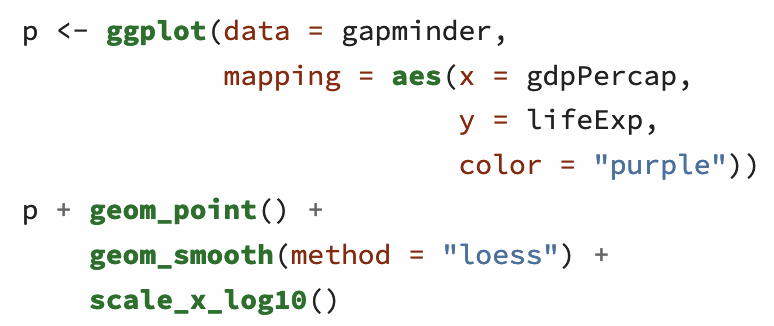 p <- ggplot(data = gapminder,
            mapping = aes(x = gdpPercap,
                          y = lifeExp,
                          color = "purple"))
p + geom_point() +
    geom_smooth(method = "loess") +
    scale_x_log10()